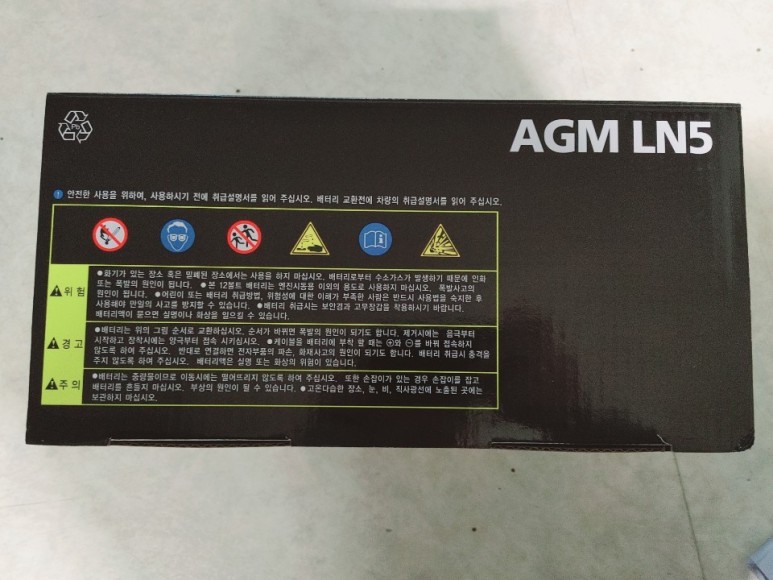 Pb
AGM LN5
안전한 사용을 위하여, 사용하시기 전에 취급설명서를 읽어 주십시오. 배터리 교환전에 차량의 취급설명서를 읽어 주십시오.
위 험
●화기가 있는 장소 혹은 밀폐된 장소에서는 사용을 하지 마십시오. 배터리로부터 수소가스가 발생하기 때문에 인화
또는 폭발의 원인이 됩니다. ●본 12볼트 배터리는 엔진시동용 이외의 용도로 사용하지 마십시오. 폭발사고의
원인이 됩니다. ●어린이 또는 배터리 취급방법, 위험성에 대한 이해가 부족한 사람은 반드시 사용법을 숙지한 후
사용해야 만일의 사고를 방지할 수 있습니다. ●배터리 취급시는 보안경과 고무장갑을 착용하시기 바랍니다.
배터리액이 묻으면 실명이나 화상을 일으킬 수 있습니다.
경 고
●배터리는 위의 그림 순서로 교환하십시오. 순서가 바뀌면 폭발의 원인이 되기도 합니다. 제거시에는 음극부터
시작하고 장착시에는 양극부터 접속 시키십시오. ●케이블을 배터리에 부착 할 때는 ⊕와 ⊖를 바꿔 접속하지
않도록 하여 주십시오. 반대로 연결하면 전자부품의 파손, 화재사고의 원인이 되기도 합니다. 배터리 취급시 충격을
주지 않도록 하여 주십시오. 배터리액은 실명 또는 화상의 위험이 있습니다.
주 의
●배터리는 중량물이므로 이동시에는 떨어뜨리지 않도록 하여 주십시오. 또한 손잡이가 있는 경우 손잡이를 잡고
배터리를 흔들지 마십시오. 부상의 원인이 될 수 있습니다. ●고온다습한 장소, 눈, 비, 직사광선에 노출된 곳에는
보관하지 마십시오.